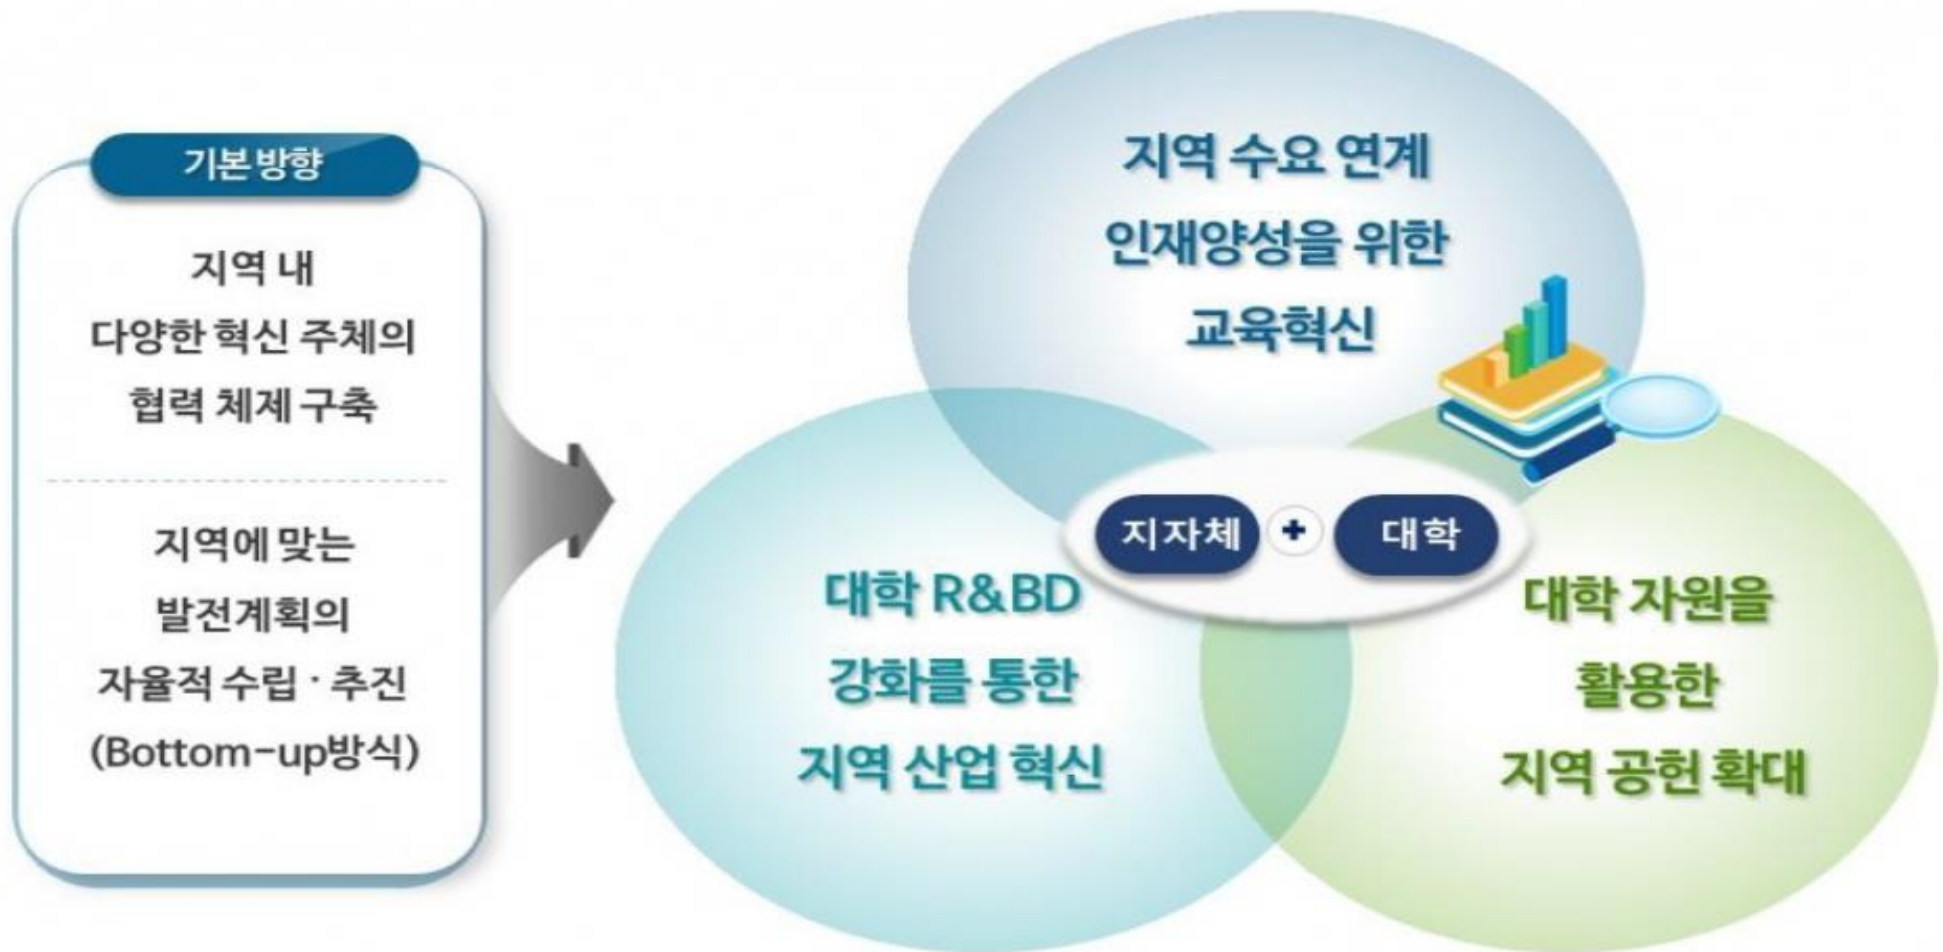 기본 방향
지역 내
다양한 혁신 주체의
협력 체제 구축
지역에 맞는
발전계획의
자율적 수립 · 추진
(Bottom-up방식)
지역 수요 연계
인재양성을 위한
교육혁신
지자체 + 대학
대학 R&BD
강화를 통한
지역 산업 혁신
대학 자원을
활용한
지역 공헌 확대